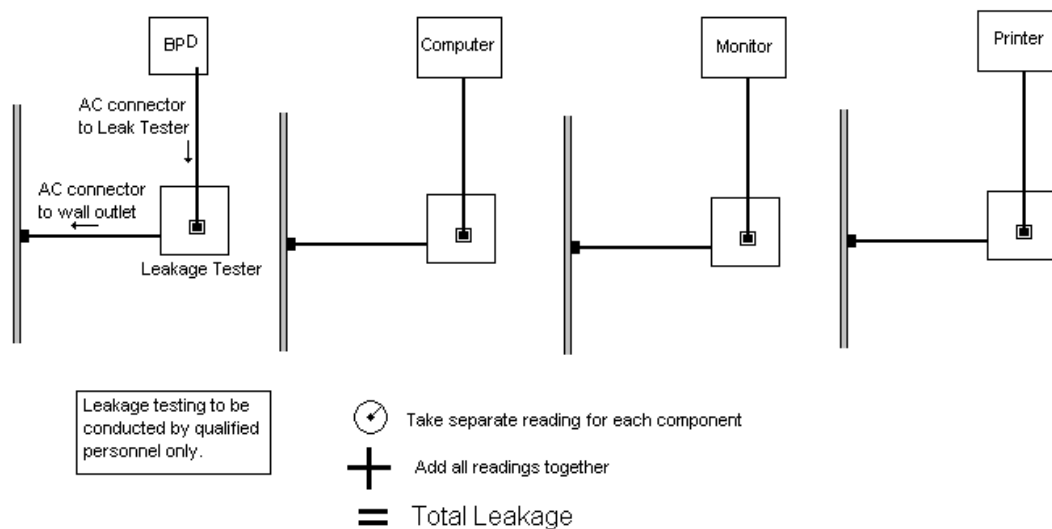 BPD
Computer
Monitor
Printer
AC connector
to Leak Tester
AC connector
to wall outlet
Leakage Tester
Leakage testing to be
conducted by qualified
personnel only.
Take separate reading for each component
Add all readings together
Total Leakage